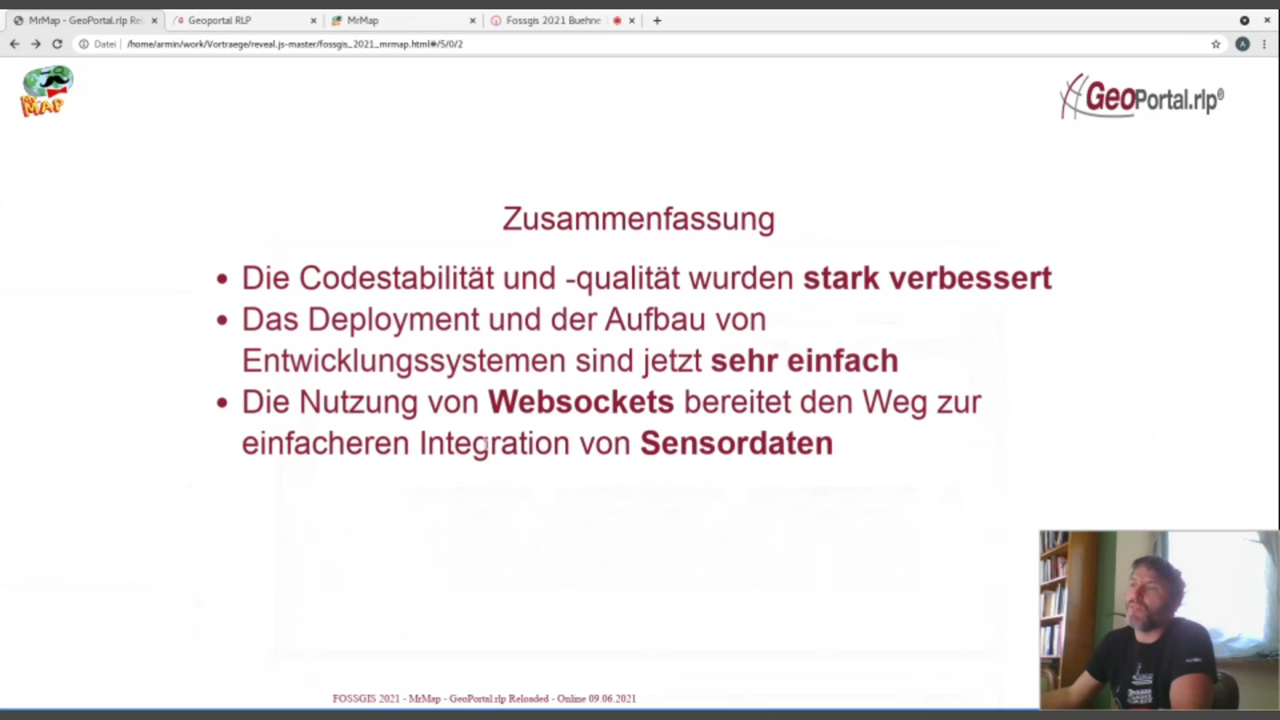 MrMap - GeoPortal.rlp Re
Geoportal RLP
MrMap
Fossgis 2021 Buehne
Datei
/home/armin/work/Vortraege/reveal.js-master/fossgis_2021_mrmap.html#/5/0/2
A
MAP
GeoPortal.rlp®
Zusammenfassung
Die Codestabilität und -qualität wurden stark verbessert
Das Deployment und der Aufbau von
Entwicklungssystemen sind jetzt sehr einfach
Die Nutzung von Websockets bereitet den Weg zur
einfacheren Integration von Sensordaten
FOSSGIS 2021 - MrMap - GeoPortal.rlp Reloaded - Online 09.06.2021